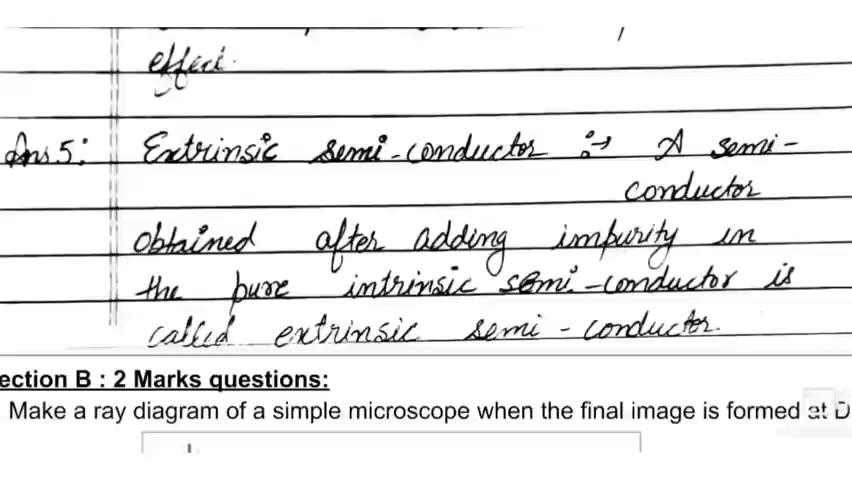 effect.
Ans.5: Extrinsic semi-conductor :→ A semi-
conductor
obtained after adding impurity in
the pure intrinsic semi-conductor is
called extrinsic semi-conductor.
ection B : 2 Marks questions:
Make a ray diagram of a simple microscope when the final image is formed at D